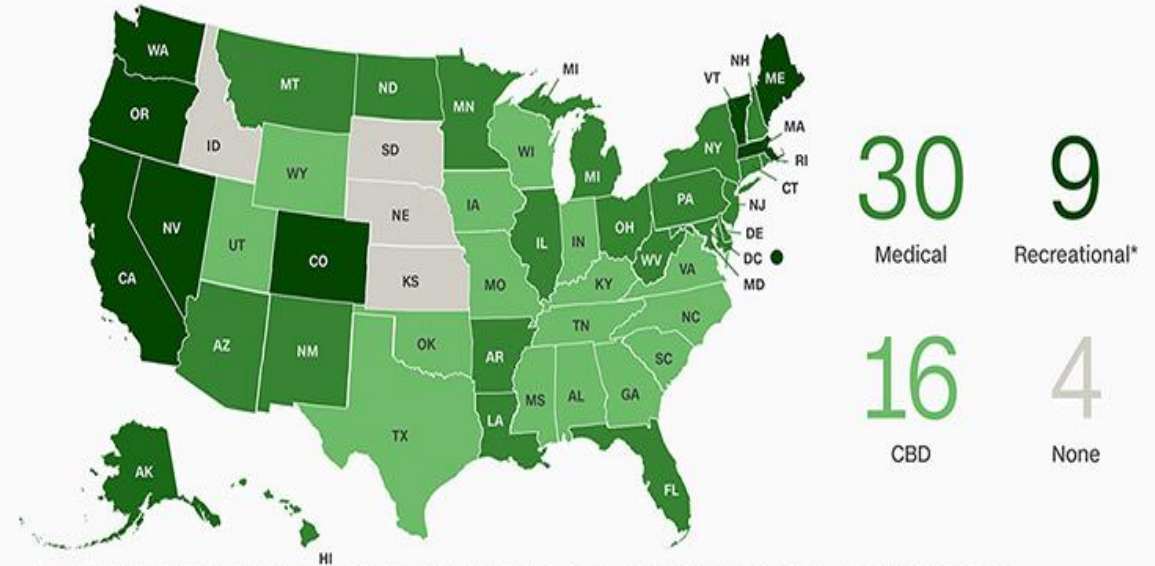 WA
MT
ND
MN
MI
VT
NH
ME
OR
ID
WY
SD
WI
MI
NY
MA
RI
CT
NV
UT
CO
NE
IA
IL
IN
OH
PA
NJ
DE
DC
MD
CA
KS
MO
KY
WV
VA
AZ
NM
OK
AR
TN
NC
SC
TX
LA
MS
AL
GA
AK
FL
HI
30
Medical
9
Recreational*
16
CBD
4
None